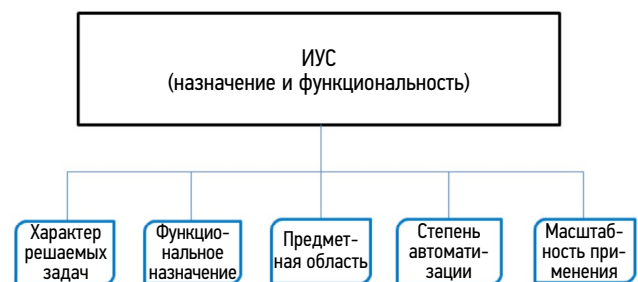 ИУС
(назначение и функциональность)
Характер
решаемых
задач
Функцио-
нальное
назначение
Предмет-
ная область
Степень
автомати-
зации
Масштаб-
ность при-
менения